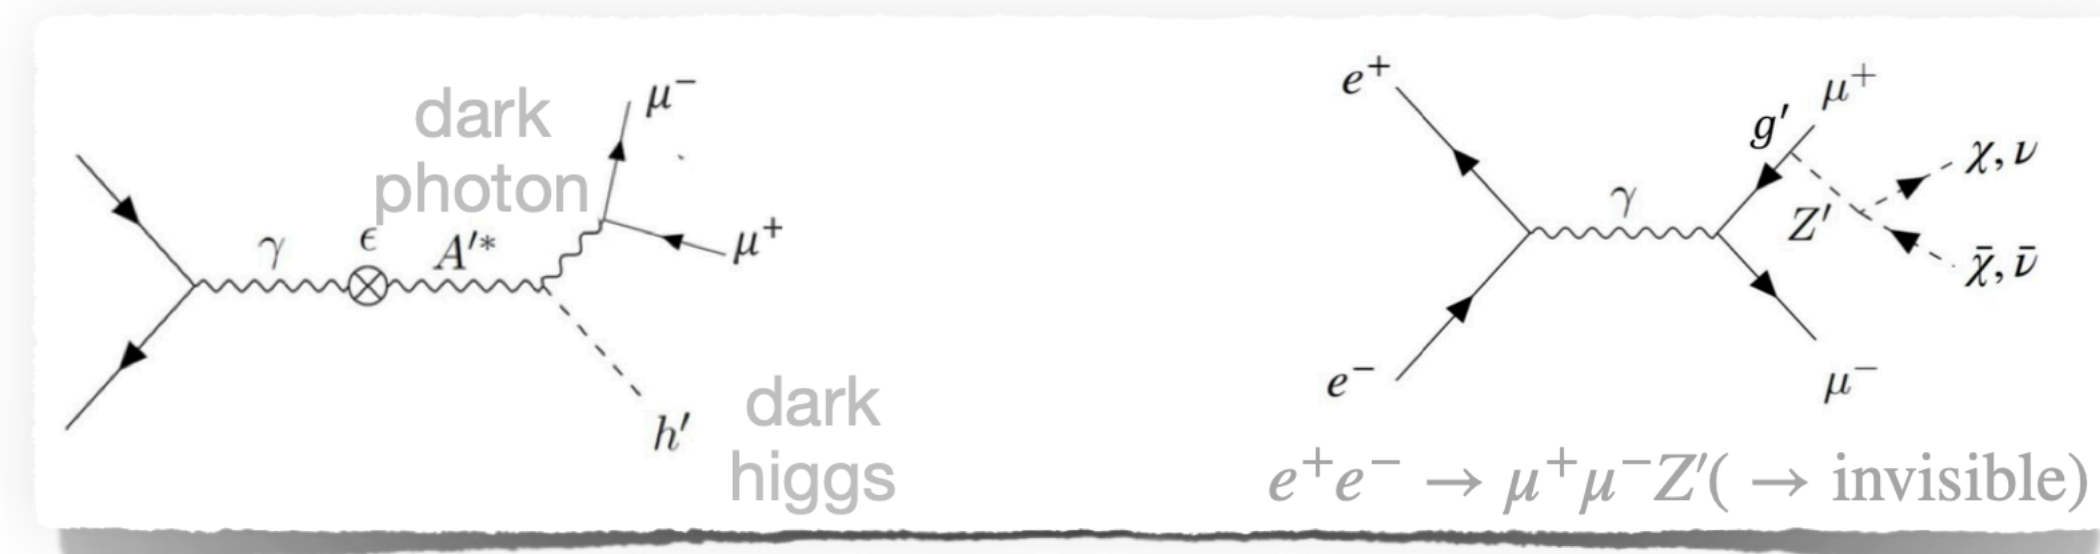 dark
photon
μ⁻
γ
ϵ
A′*
μ⁺
h′
dark
higgs
e⁺
μ⁺
g′
χ, ν
γ
Z′
χ̄, ν̄
e⁻
μ⁻
e⁺e⁻ → μ⁺μ⁻Z′( → invisible)